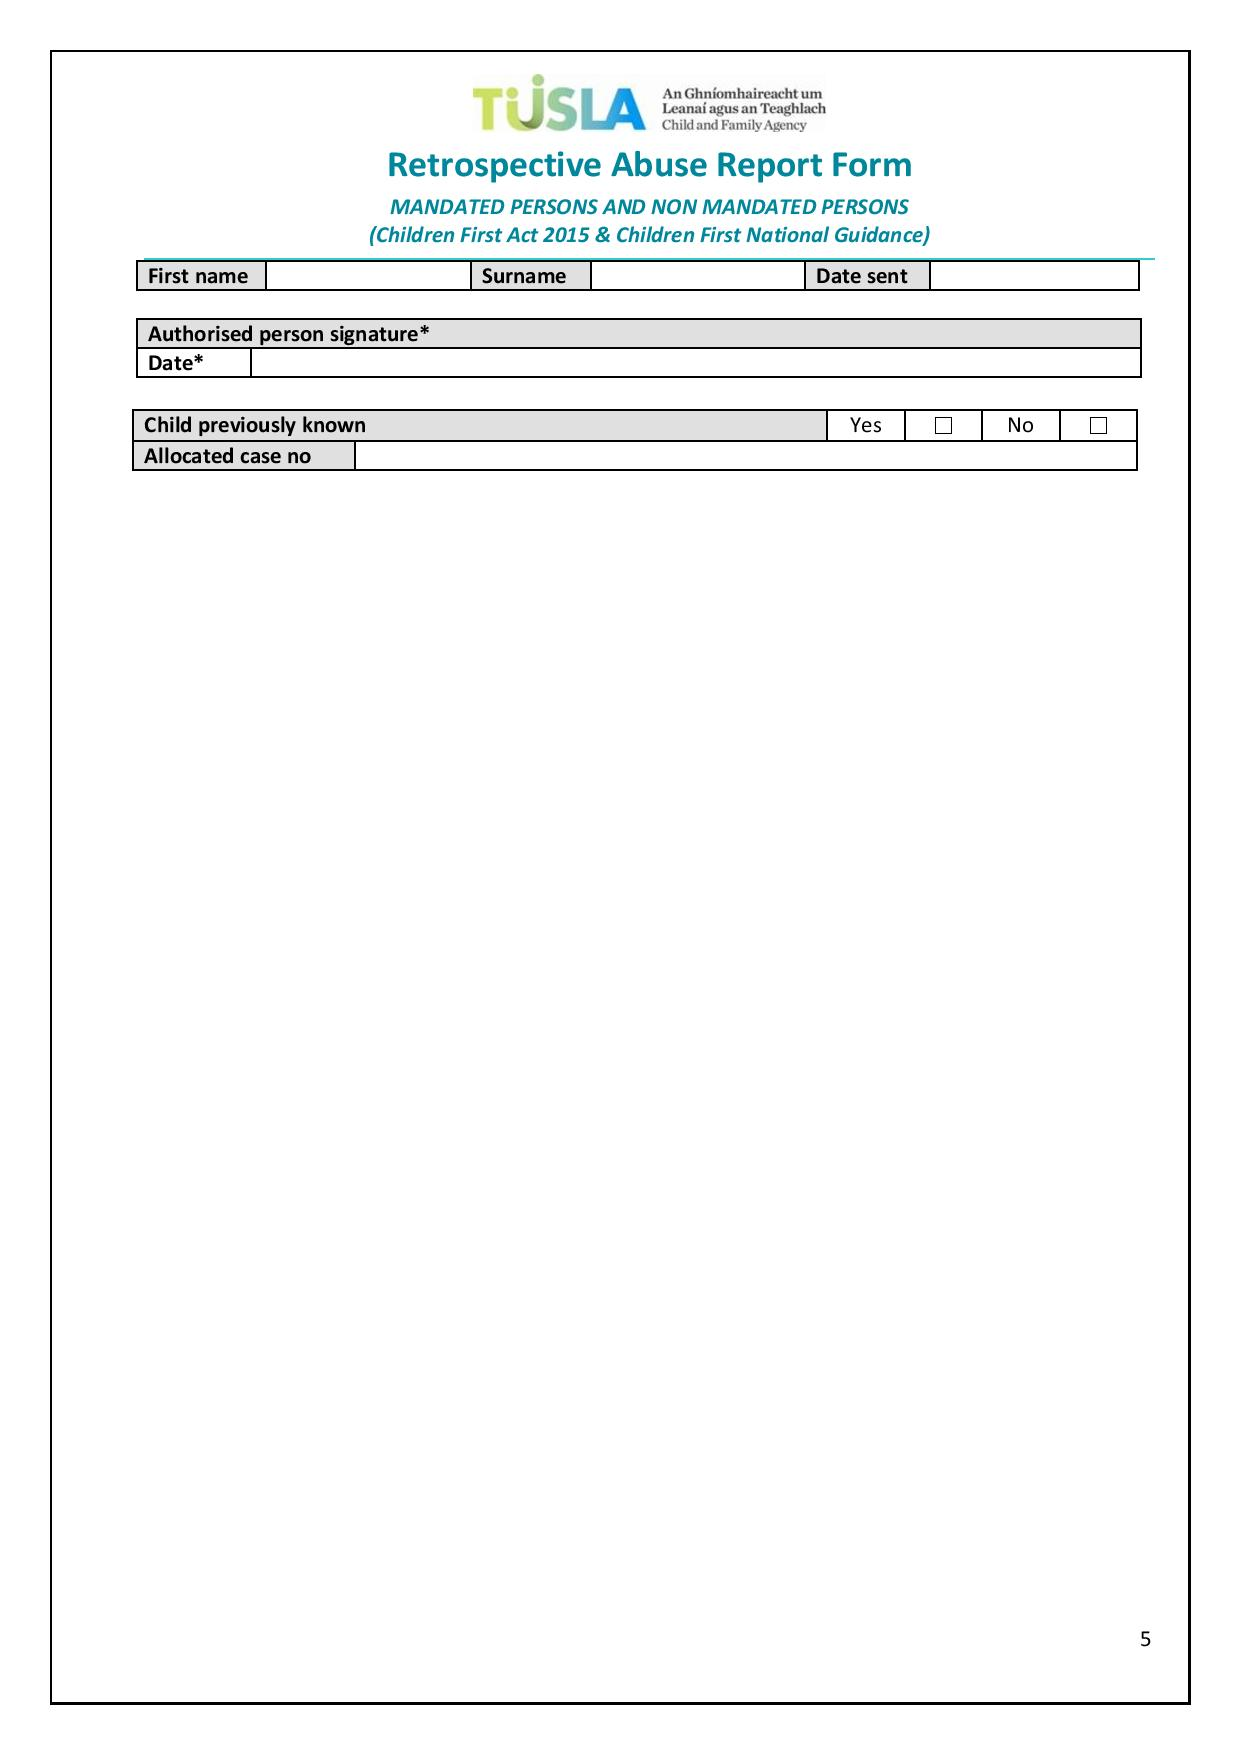 TUSLA An Ghníomhaireacht um
Leanaí agus an Teaghlach
Child and Family Agency
Retrospective Abuse Report Form
MANDATED PERSONS AND NON MANDATED PERSONS
(Children First Act 2015 & Children First National Guidance)
First name Surname Date sent
Authorised person signature*
Date*
Child previously known Yes ☐ No ☐
Allocated case no
5